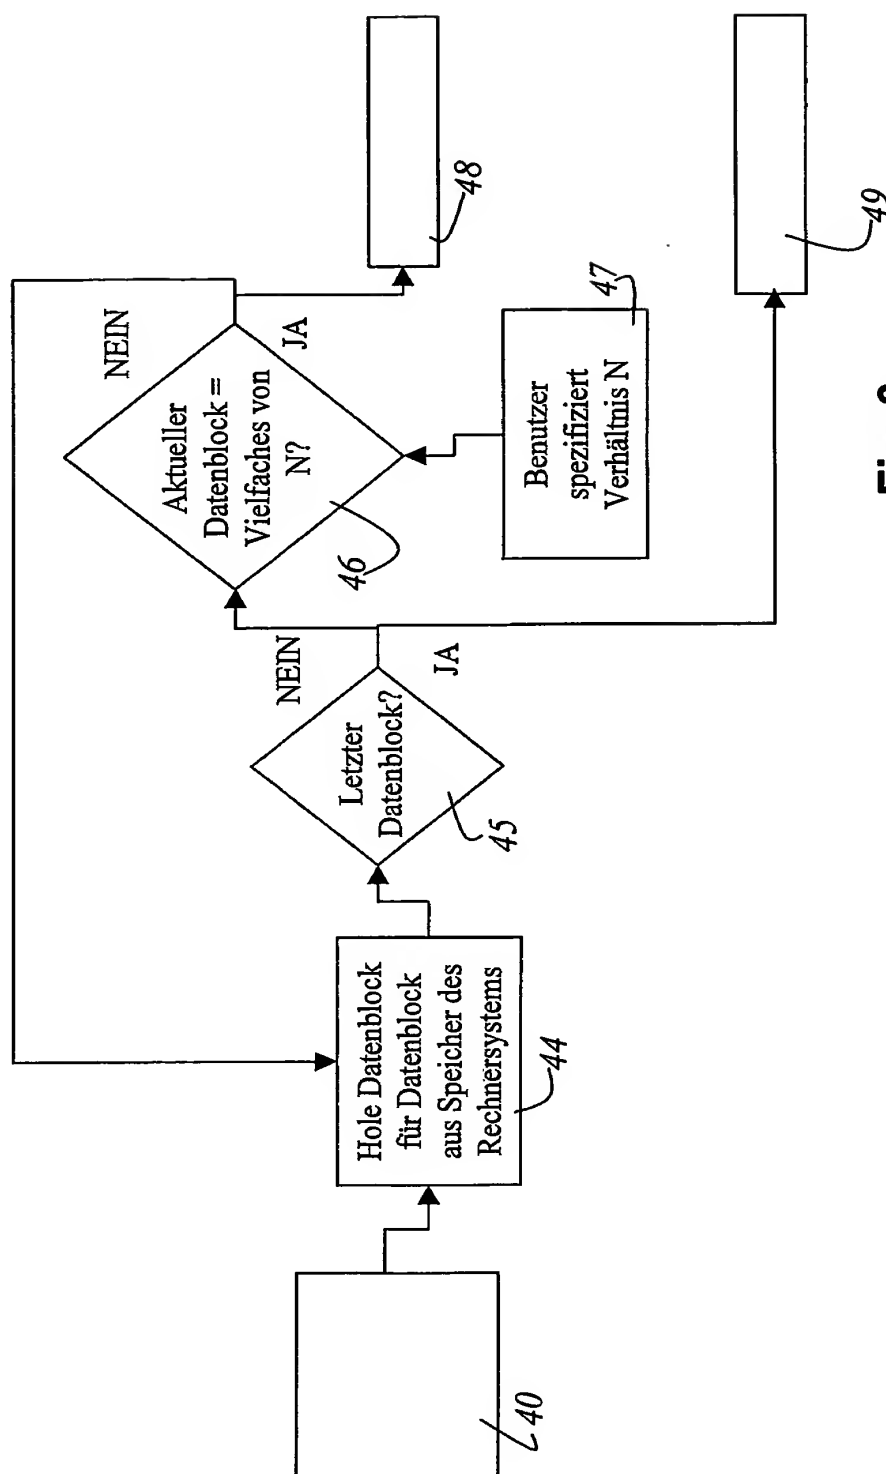 40
Hole Datenblock
für Datenblock
aus Speicher des
Rechnersystems
44
Letzter
Datenblock?
45
NEIN
JA
Aktueller
Datenblock =
Vielfaches von
N?
46
NEIN
JA
Benutzer
spezifiziert
Verhältnis N
47
48
49